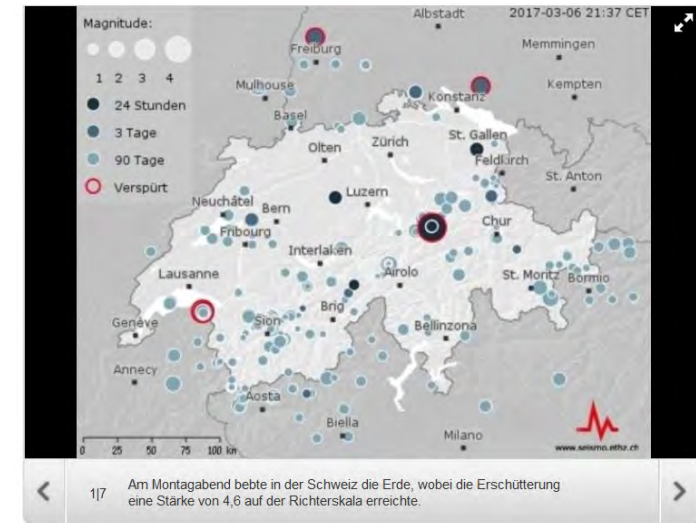 Magnitude:
1 2 3 4
24 Stunden
3 Tage
90 Tage
Verspürt
Albstadt
2017-03-06 21:37 CET
Freiburg
Memmingen
Mulhouse
Konstanz
Kempten
Basel
Olten
Zürich
St. Gallen
Feldkirch
St. Anton
Neuchâtel
Bern
Luzern
Chur
Fribourg
Interlaken
Lausanne
Airolo
St. Moritz
Bormio
Genève
Sion
Brig
Bellinzona
Annecy
Aosta
Biella
Milano
0 25 50 75 100 km
www.seismo.ethz.ch
1|7
Am Montagabend bebte in der Schweiz die Erde, wobei die Erschütterung
eine Stärke von 4,6 auf der Richterskala erreichte.